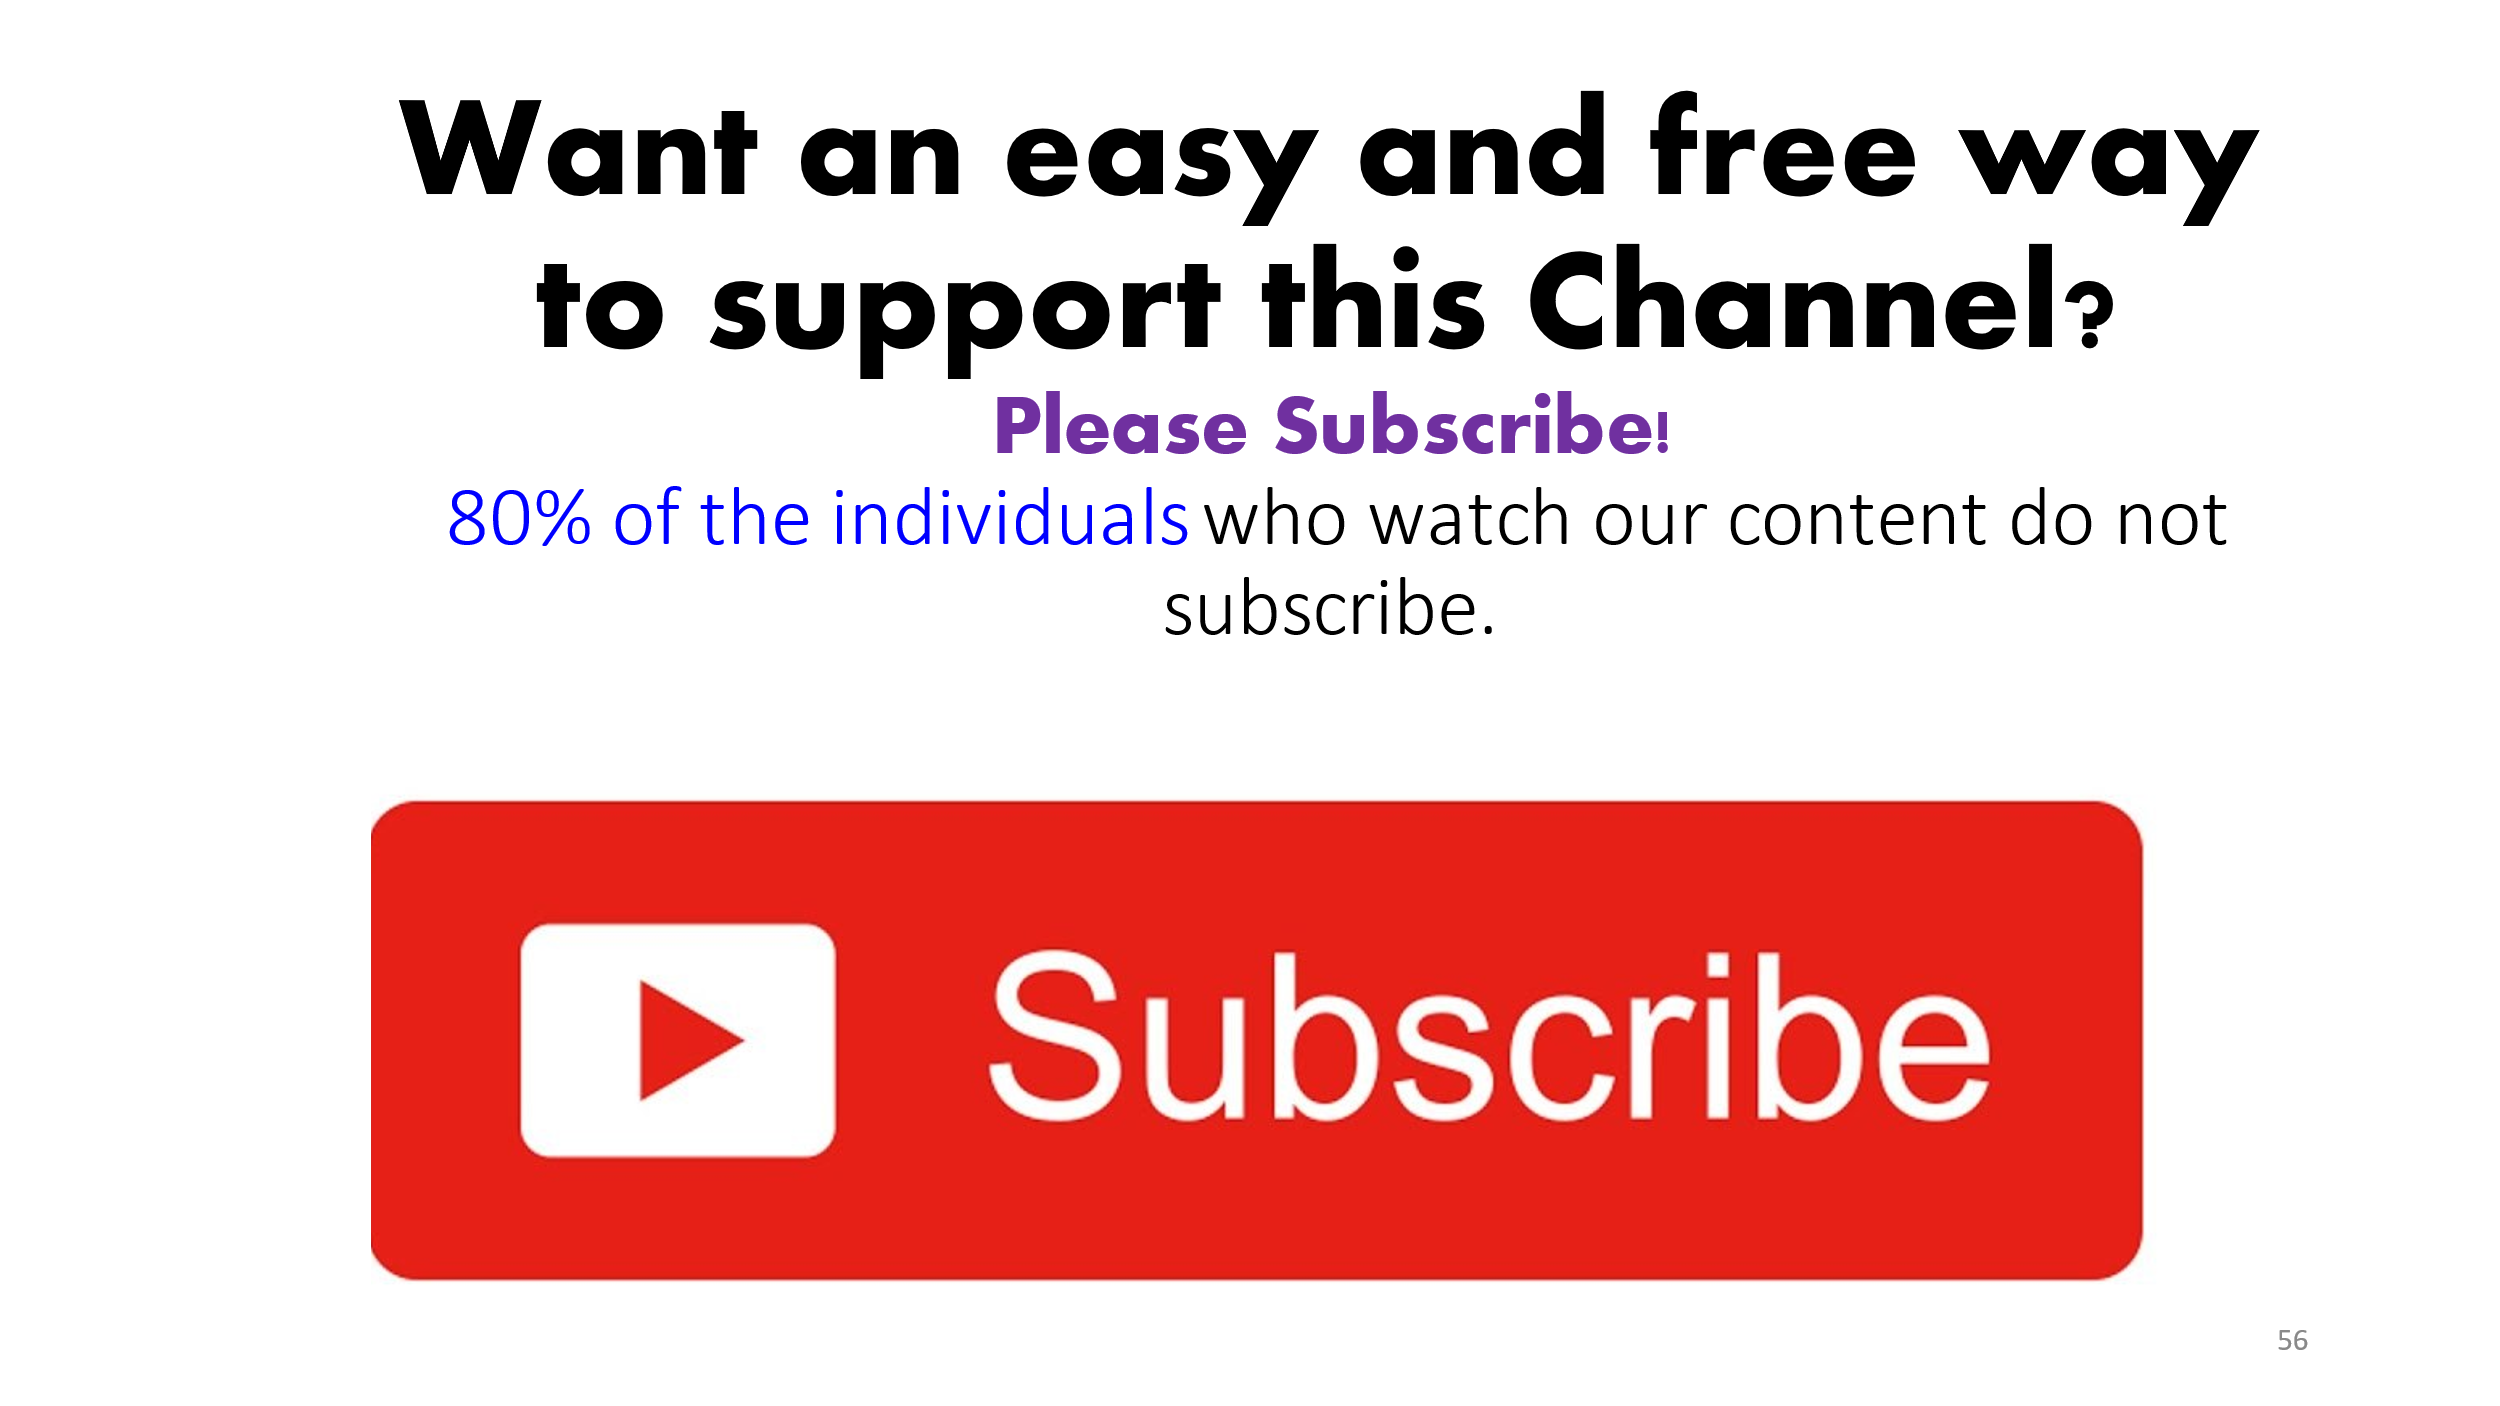 Want an easy and free way
to support this Channel?
Please Subscribe!
80% of the individuals who watch our content do not
subscribe.
Subscribe
56